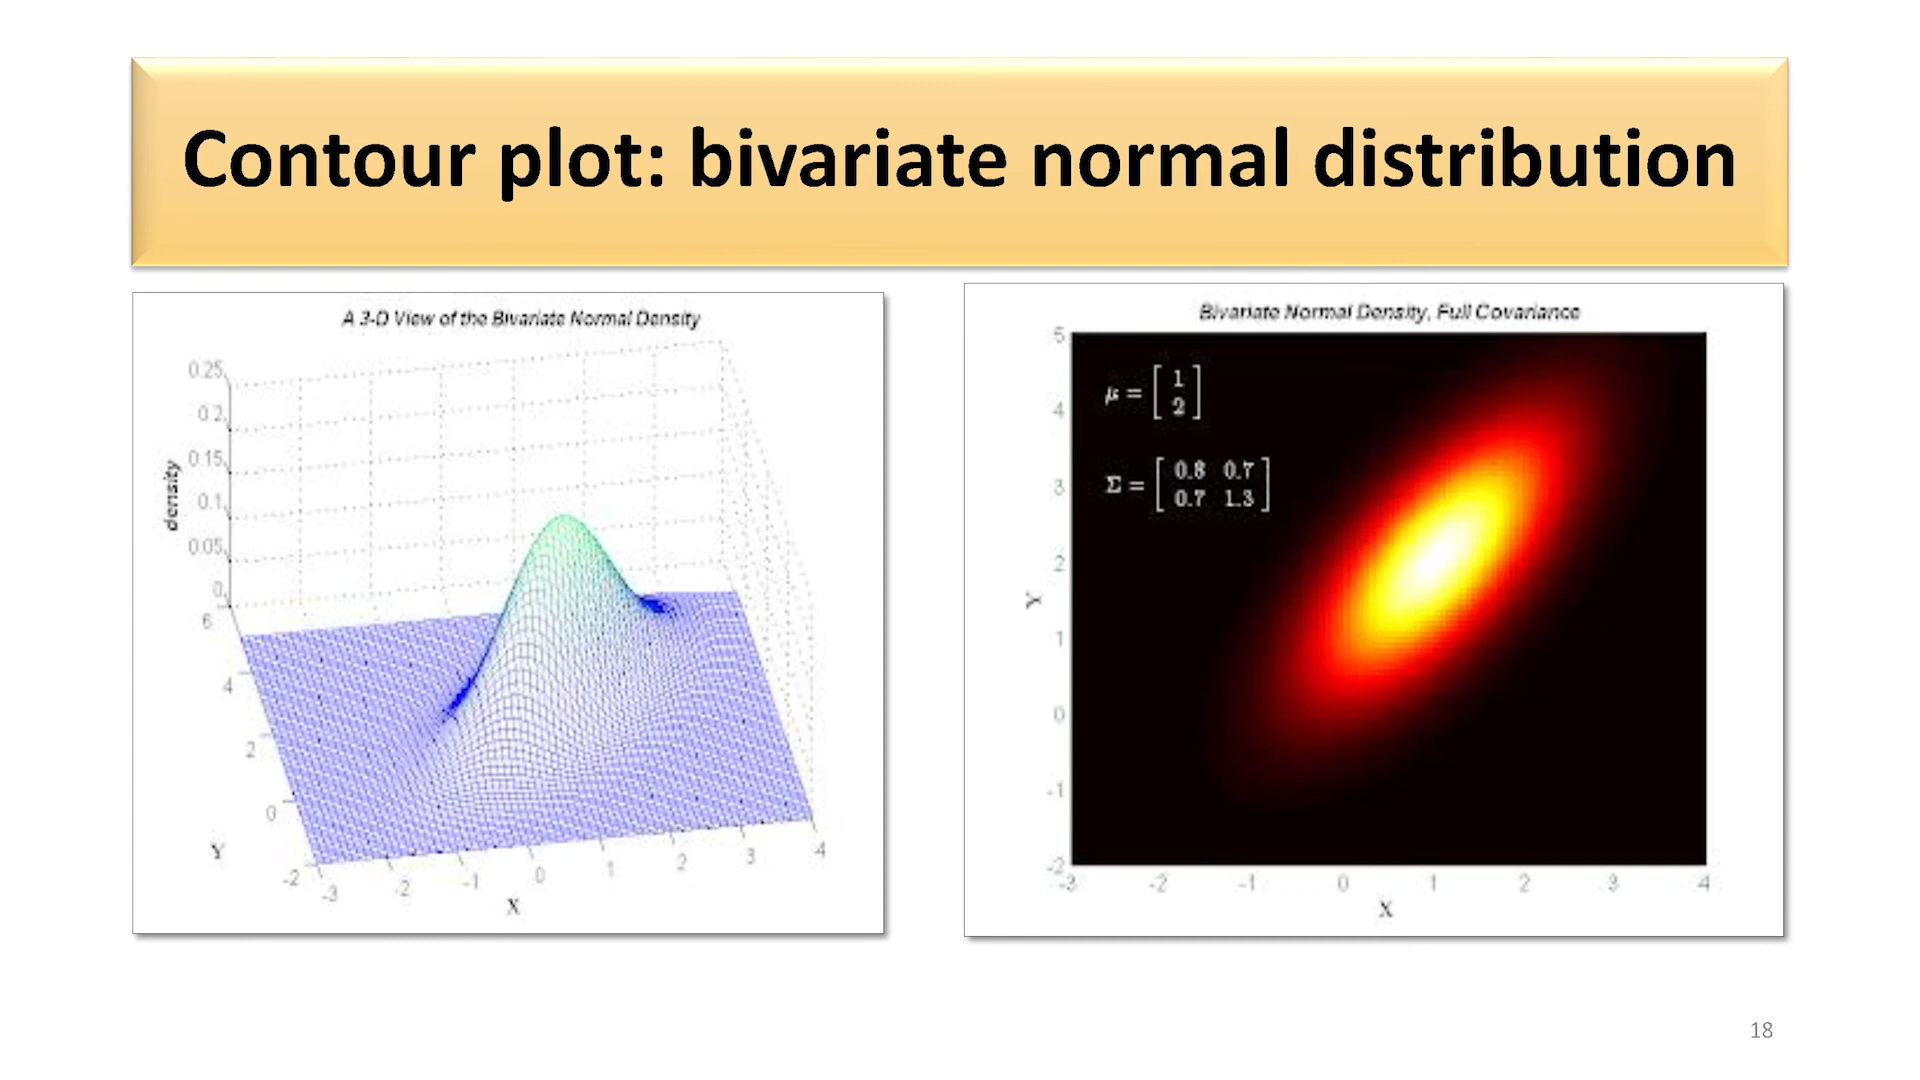 Contour plot: bivariate normal distribution
A 3-D View of the Bivariate Normal Density
0.25
0.2
0.15
0.1
0.05
0
density
6
4
2
0
-2
Y
-3 -2 -1 0 1 2 3 4
X
Bivariate Normal Density, Full Covariance
5
4
3
2
1
0
-1
-2
Y
μ = [ 1
2 ]
Σ = [ 0.8 0.7
0.7 1.3 ]
-3 -2 -1 0 1 2 3 4
X
18